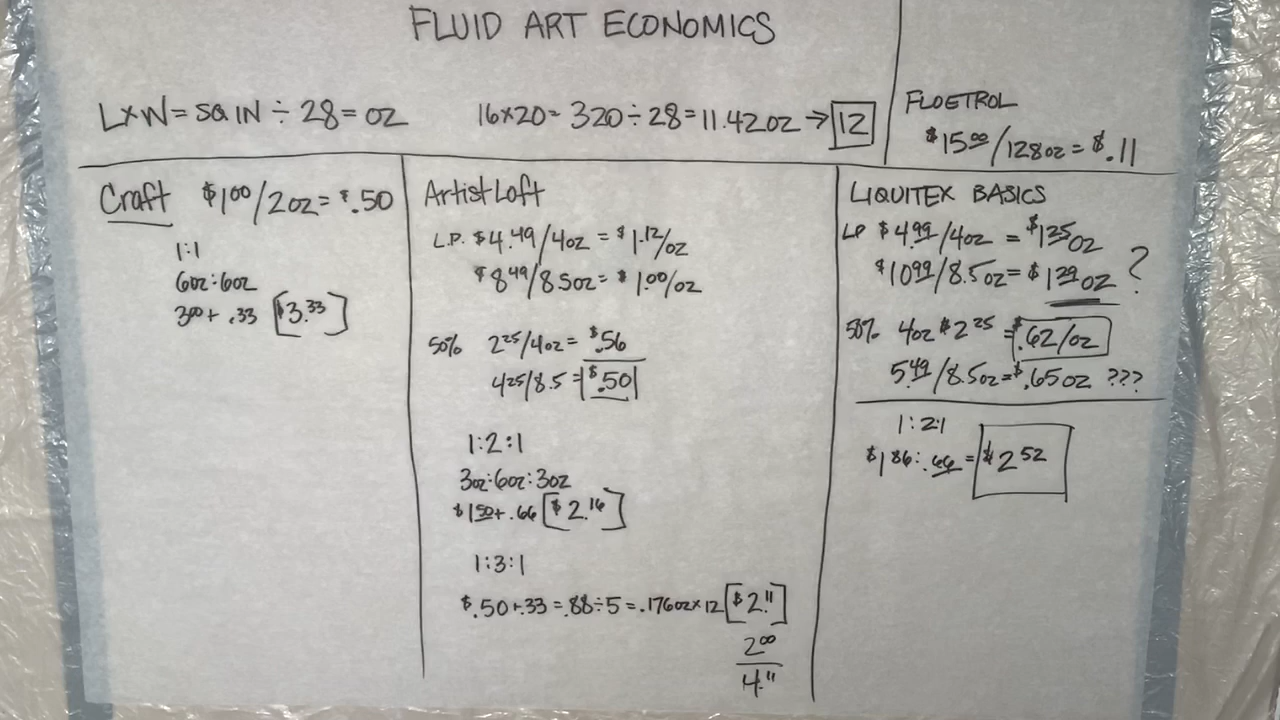 FLUID ART ECONOMICS
L×W = SQ IN ÷ 28 = OZ
16×20 = 320 ÷ 28 = 11.42 OZ → 12
FLOETROL
$15.00/128oz = $.11
Craft $1.00/2oz = $.50
1:1
6oz:6oz
3.00 + .33 [$3.33]
Artist Loft
L.P. $4.49/4oz = $1.12/oz
$8.49/8.5oz = $1.00/oz
50% 2.25/4oz = $.56
4.25/8.5 = $.50
1:2:1
3oz:6oz:3oz
$1.50 + .66 [$2.16]
1:3:1
$.50+.33 = .88 ÷ 5 = .176oz × 12 [$2.11]
2.00
4.11
LIQUITEX BASICS
LP $4.99/4oz = $1.25 oz
$10.99/8.5oz = $1.29 oz ?
50% 4oz $2.25 = $.62/oz
5.49/8.5oz = $.65 oz ???
1:2:1
$1.86 : .66 = $2.52